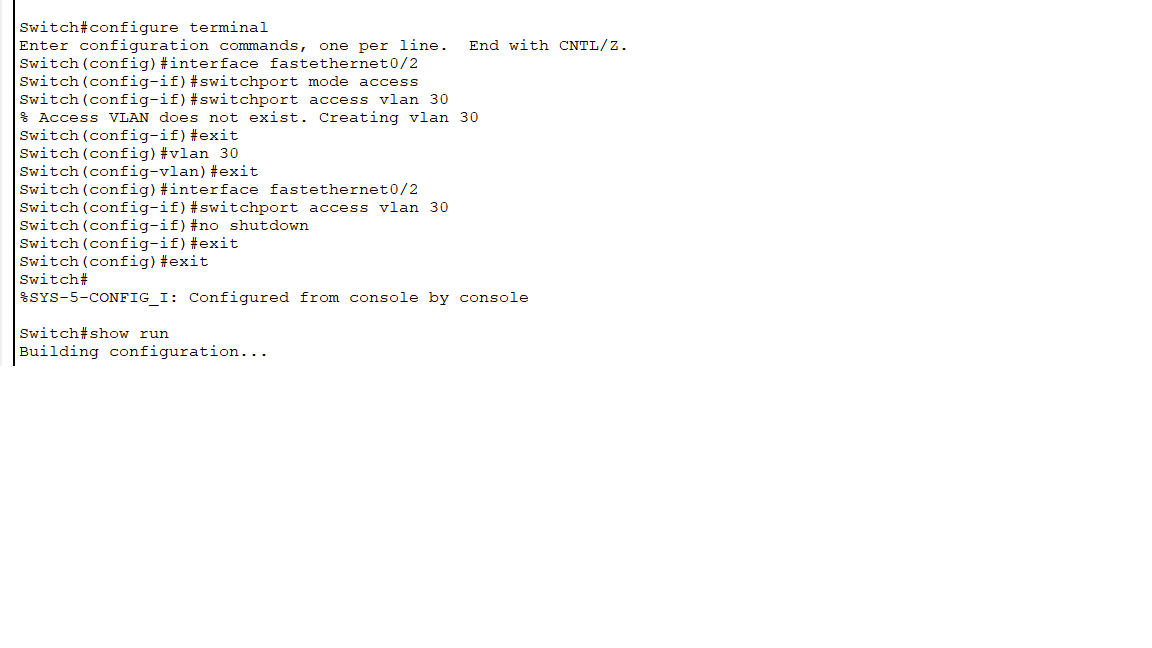 Switch#configure terminal
Enter configuration commands, one per line.  End with CNTL/Z.
Switch(config)#interface fastethernet0/2
Switch(config-if)#switchport mode access
Switch(config-if)#switchport access vlan 30
% Access VLAN does not exist. Creating vlan 30
Switch(config-if)#exit
Switch(config)#vlan 30
Switch(config-vlan)#exit
Switch(config)#interface fastethernet0/2
Switch(config-if)#switchport access vlan 30
Switch(config-if)#no shutdown
Switch(config-if)#exit
Switch(config)#exit
Switch#
%SYS-5-CONFIG_I: Configured from console by console
Switch#show run
Building configuration...